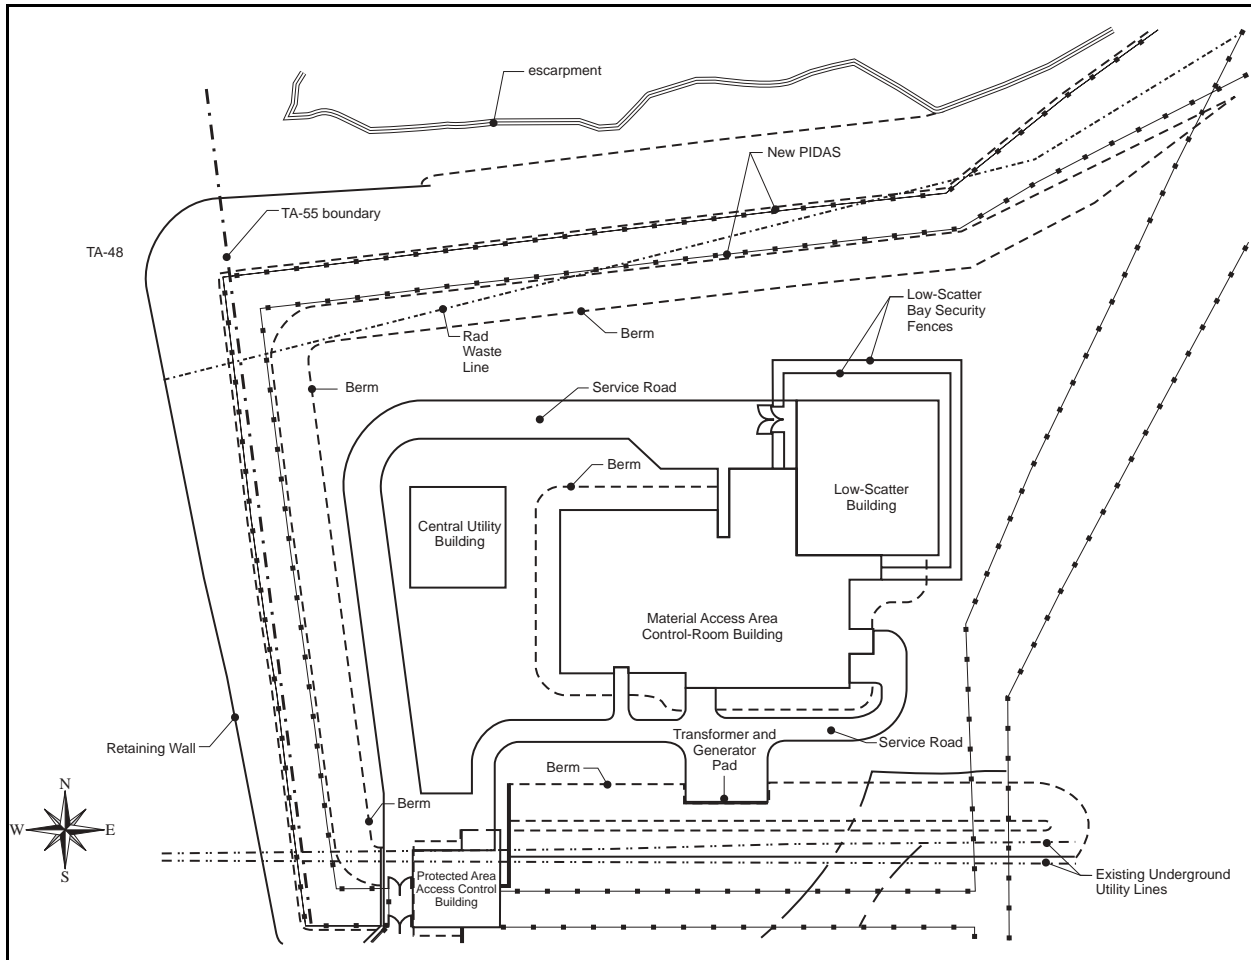 escarpment
New PIDAS
TA-55 boundary
TA-48
Low-Scatter
Bay Security
Fences
Berm
Rad
Waste
Line
Berm
Service Road
Berm
Low-Scatter
Building
Central Utility
Building
Material Access Area
Control-Room Building
Retaining Wall
Transformer and
Generator
Pad
Service Road
Berm
Berm
N
W
E
S
Protected Area
Access Control
Building
Existing Underground
Utility Lines